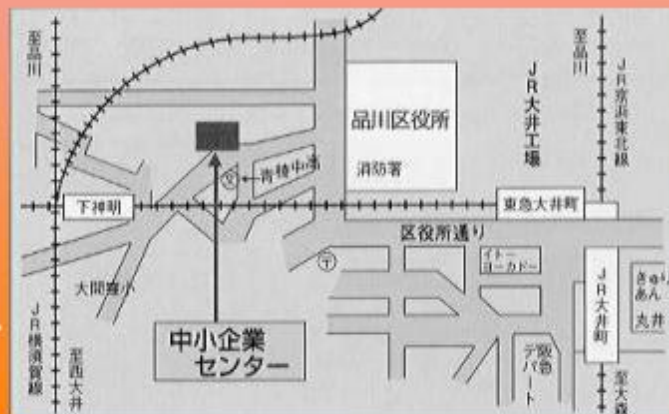 至品川
至品川
JR京浜東北線
JR大井工場
品川区役所
消防署
青稜中高
文
下神明
東急大井町
区役所通り
イトー
ヨーカドー
〒
大間窪小
JR大井町
きゅり
あん
丸井
中小企業
センター
阪急
デパート
JR横須賀線
至西大井
至大森